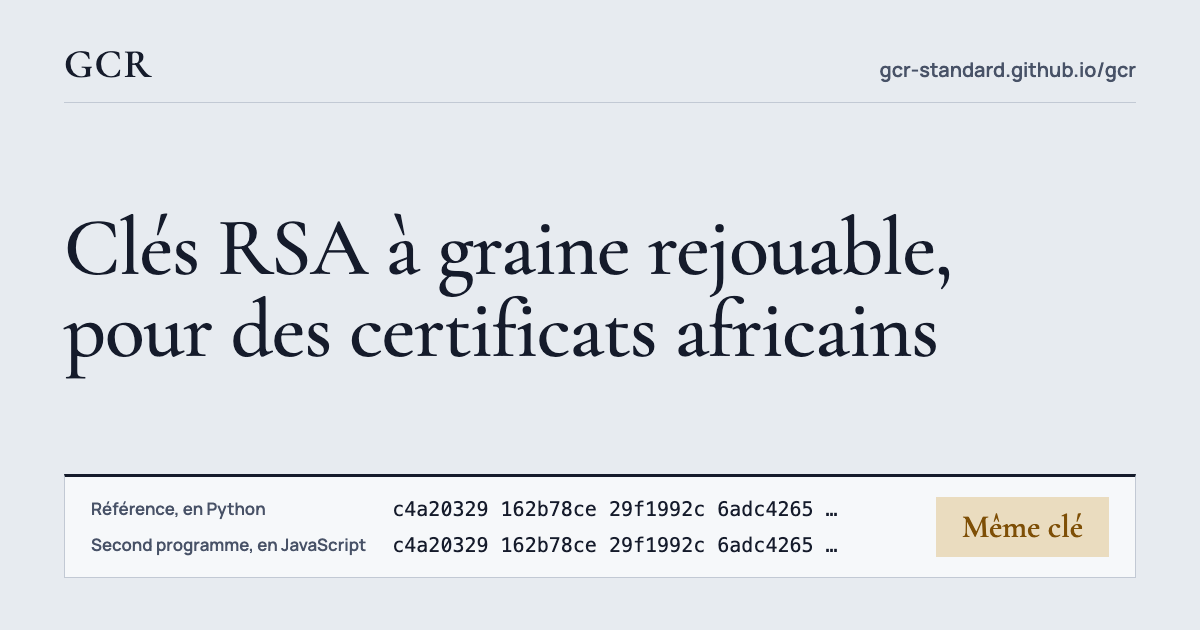 GCR
gcr-standard.github.io/gcr
Clés RSA à graine rejouable,
pour des certificats africains
Référence, en Python
c4a20329 162b78ce 29f1992c 6adc4265 …
Second programme, en JavaScript
c4a20329 162b78ce 29f1992c 6adc4265 …
Même clé